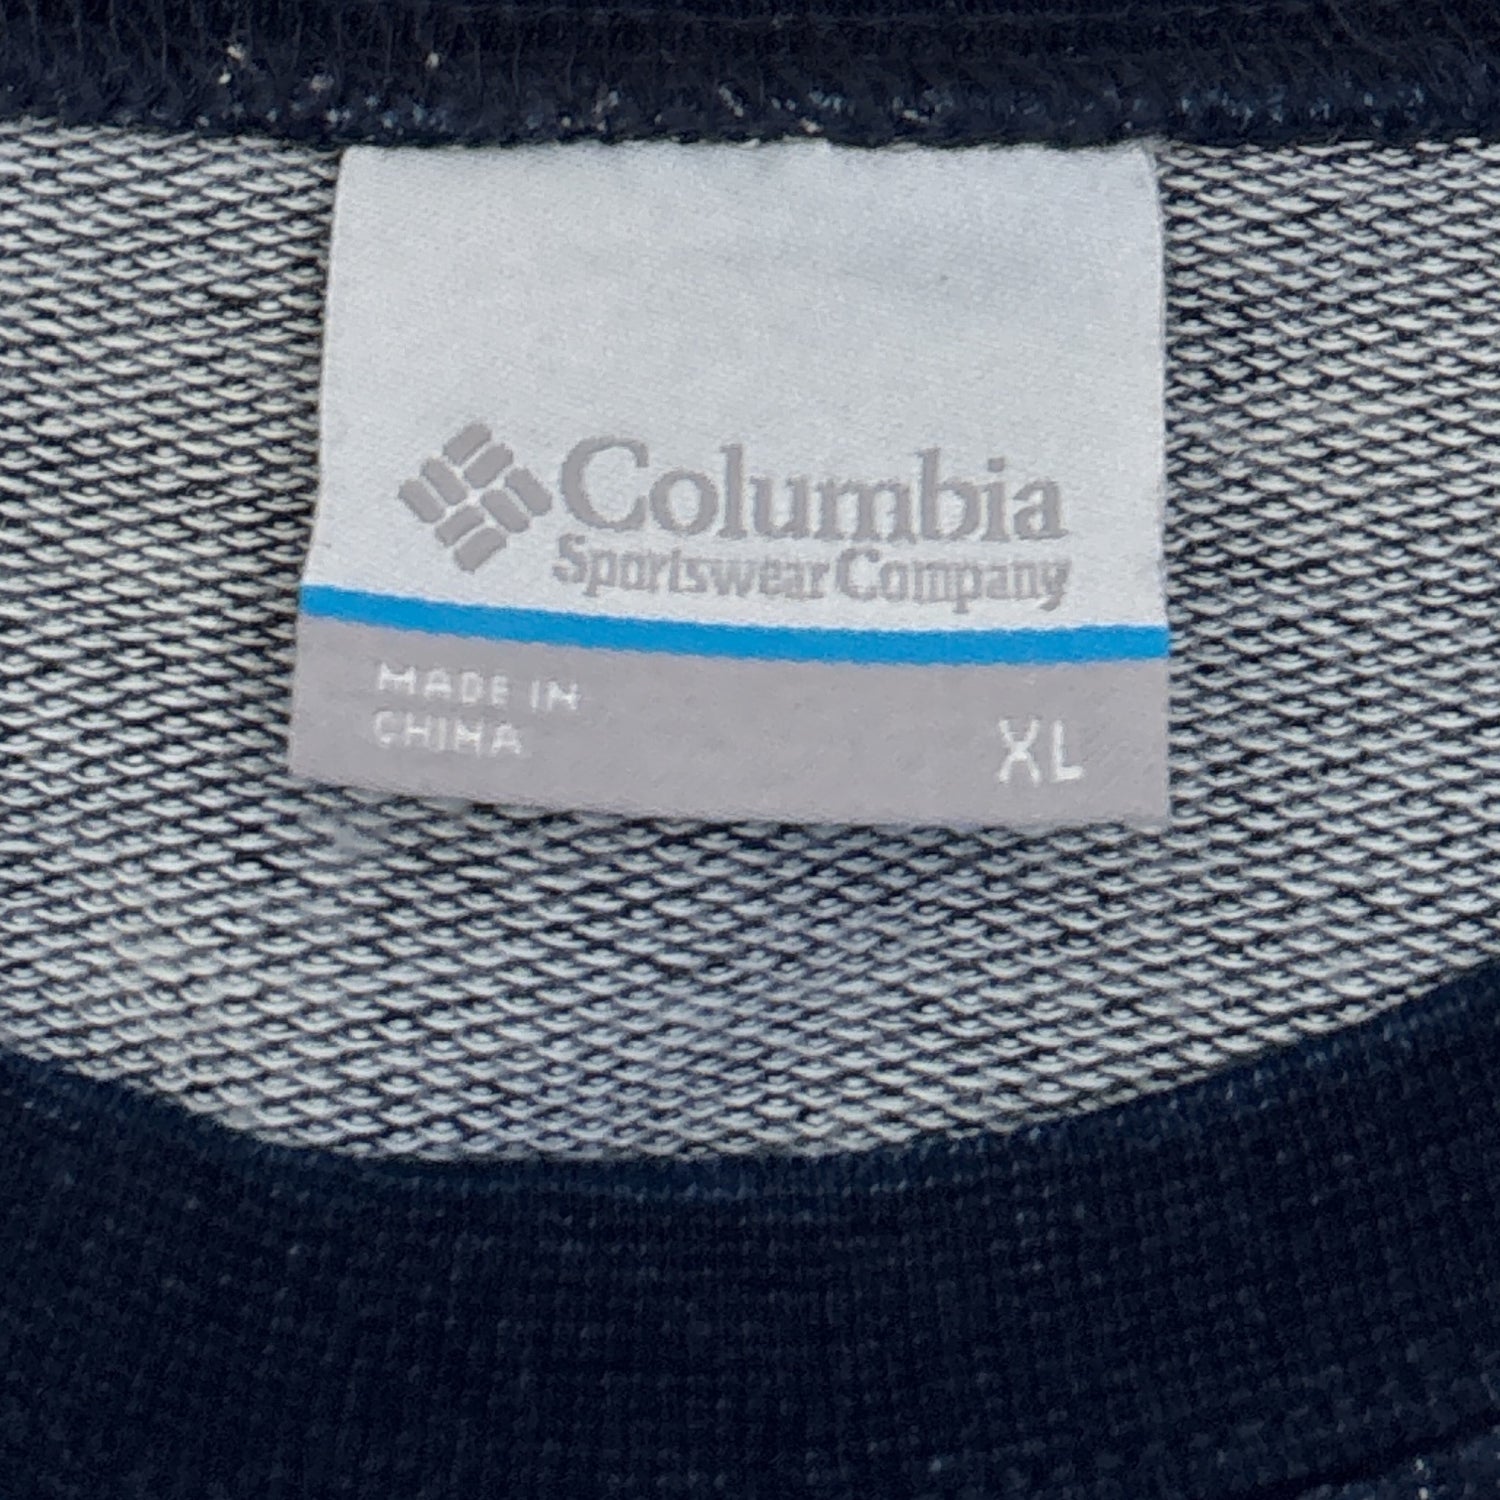 Columbia
Sportswear Company
MADE IN
CHINA
XL